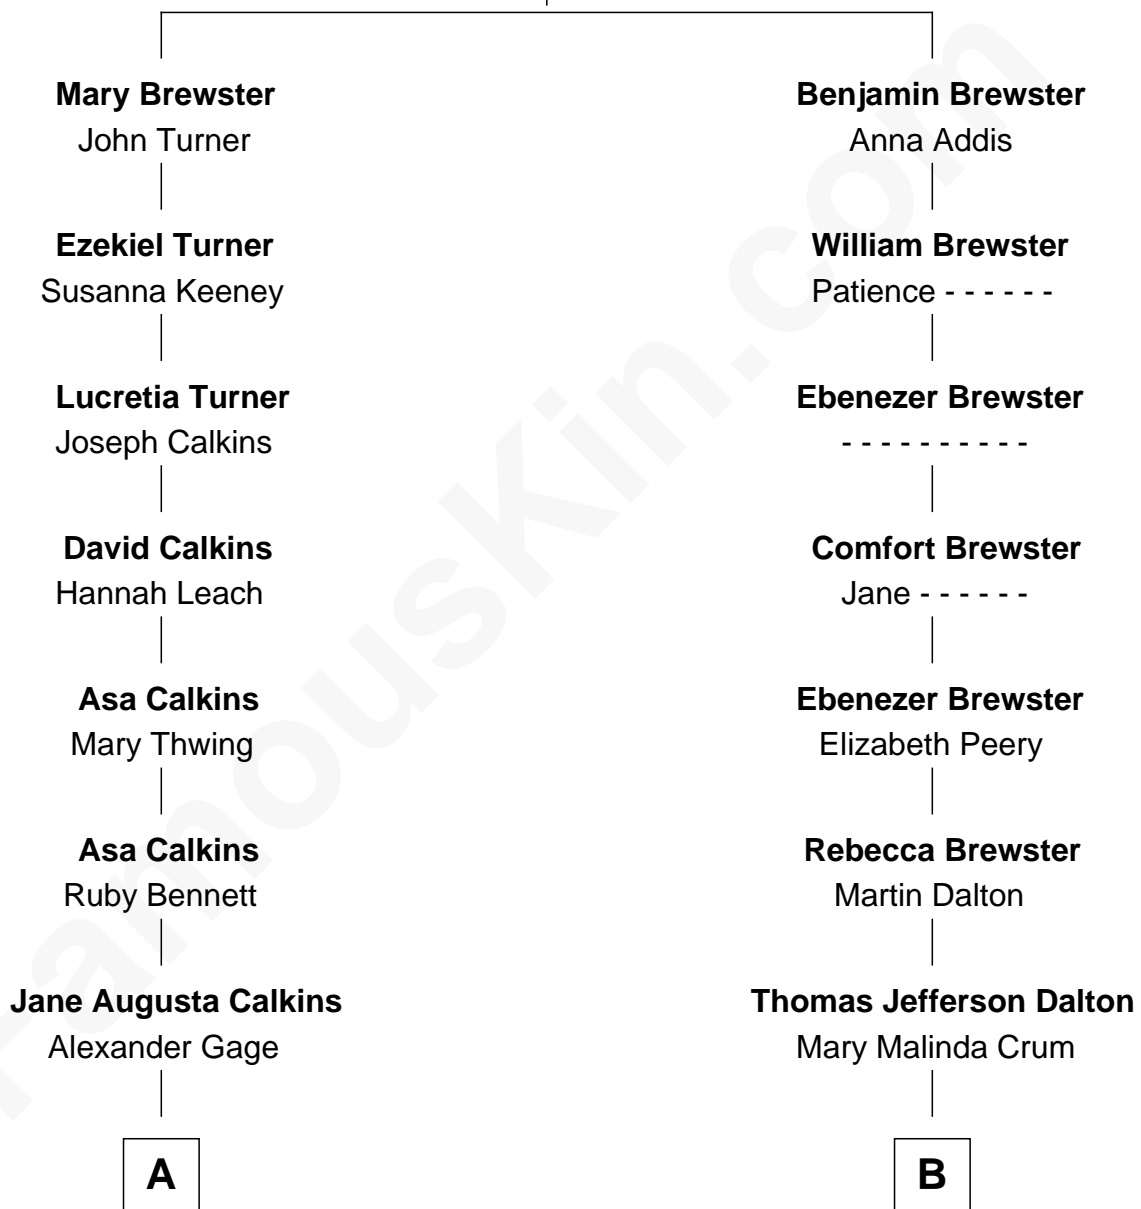 Mary Brewster
John Turner
Ezekiel Turner
Susanna Keeney
Lucretia Turner
Joseph Calkins
David Calkins
Hannah Leach
Asa Calkins
Mary Thwing
Asa Calkins
Ruby Bennett
Jane Augusta Calkins
Alexander Gage
A
Benjamin Brewster
Anna Addis
William Brewster
Patience - - - - - -
Ebenezer Brewster
- - - - - - - - - -
Comfort Brewster
Jane - - - - - -
Ebenezer Brewster
Elizabeth Peery
Rebecca Brewster
Martin Dalton
Thomas Jefferson Dalton
Mary Malinda Crum
B
FamousKin.com